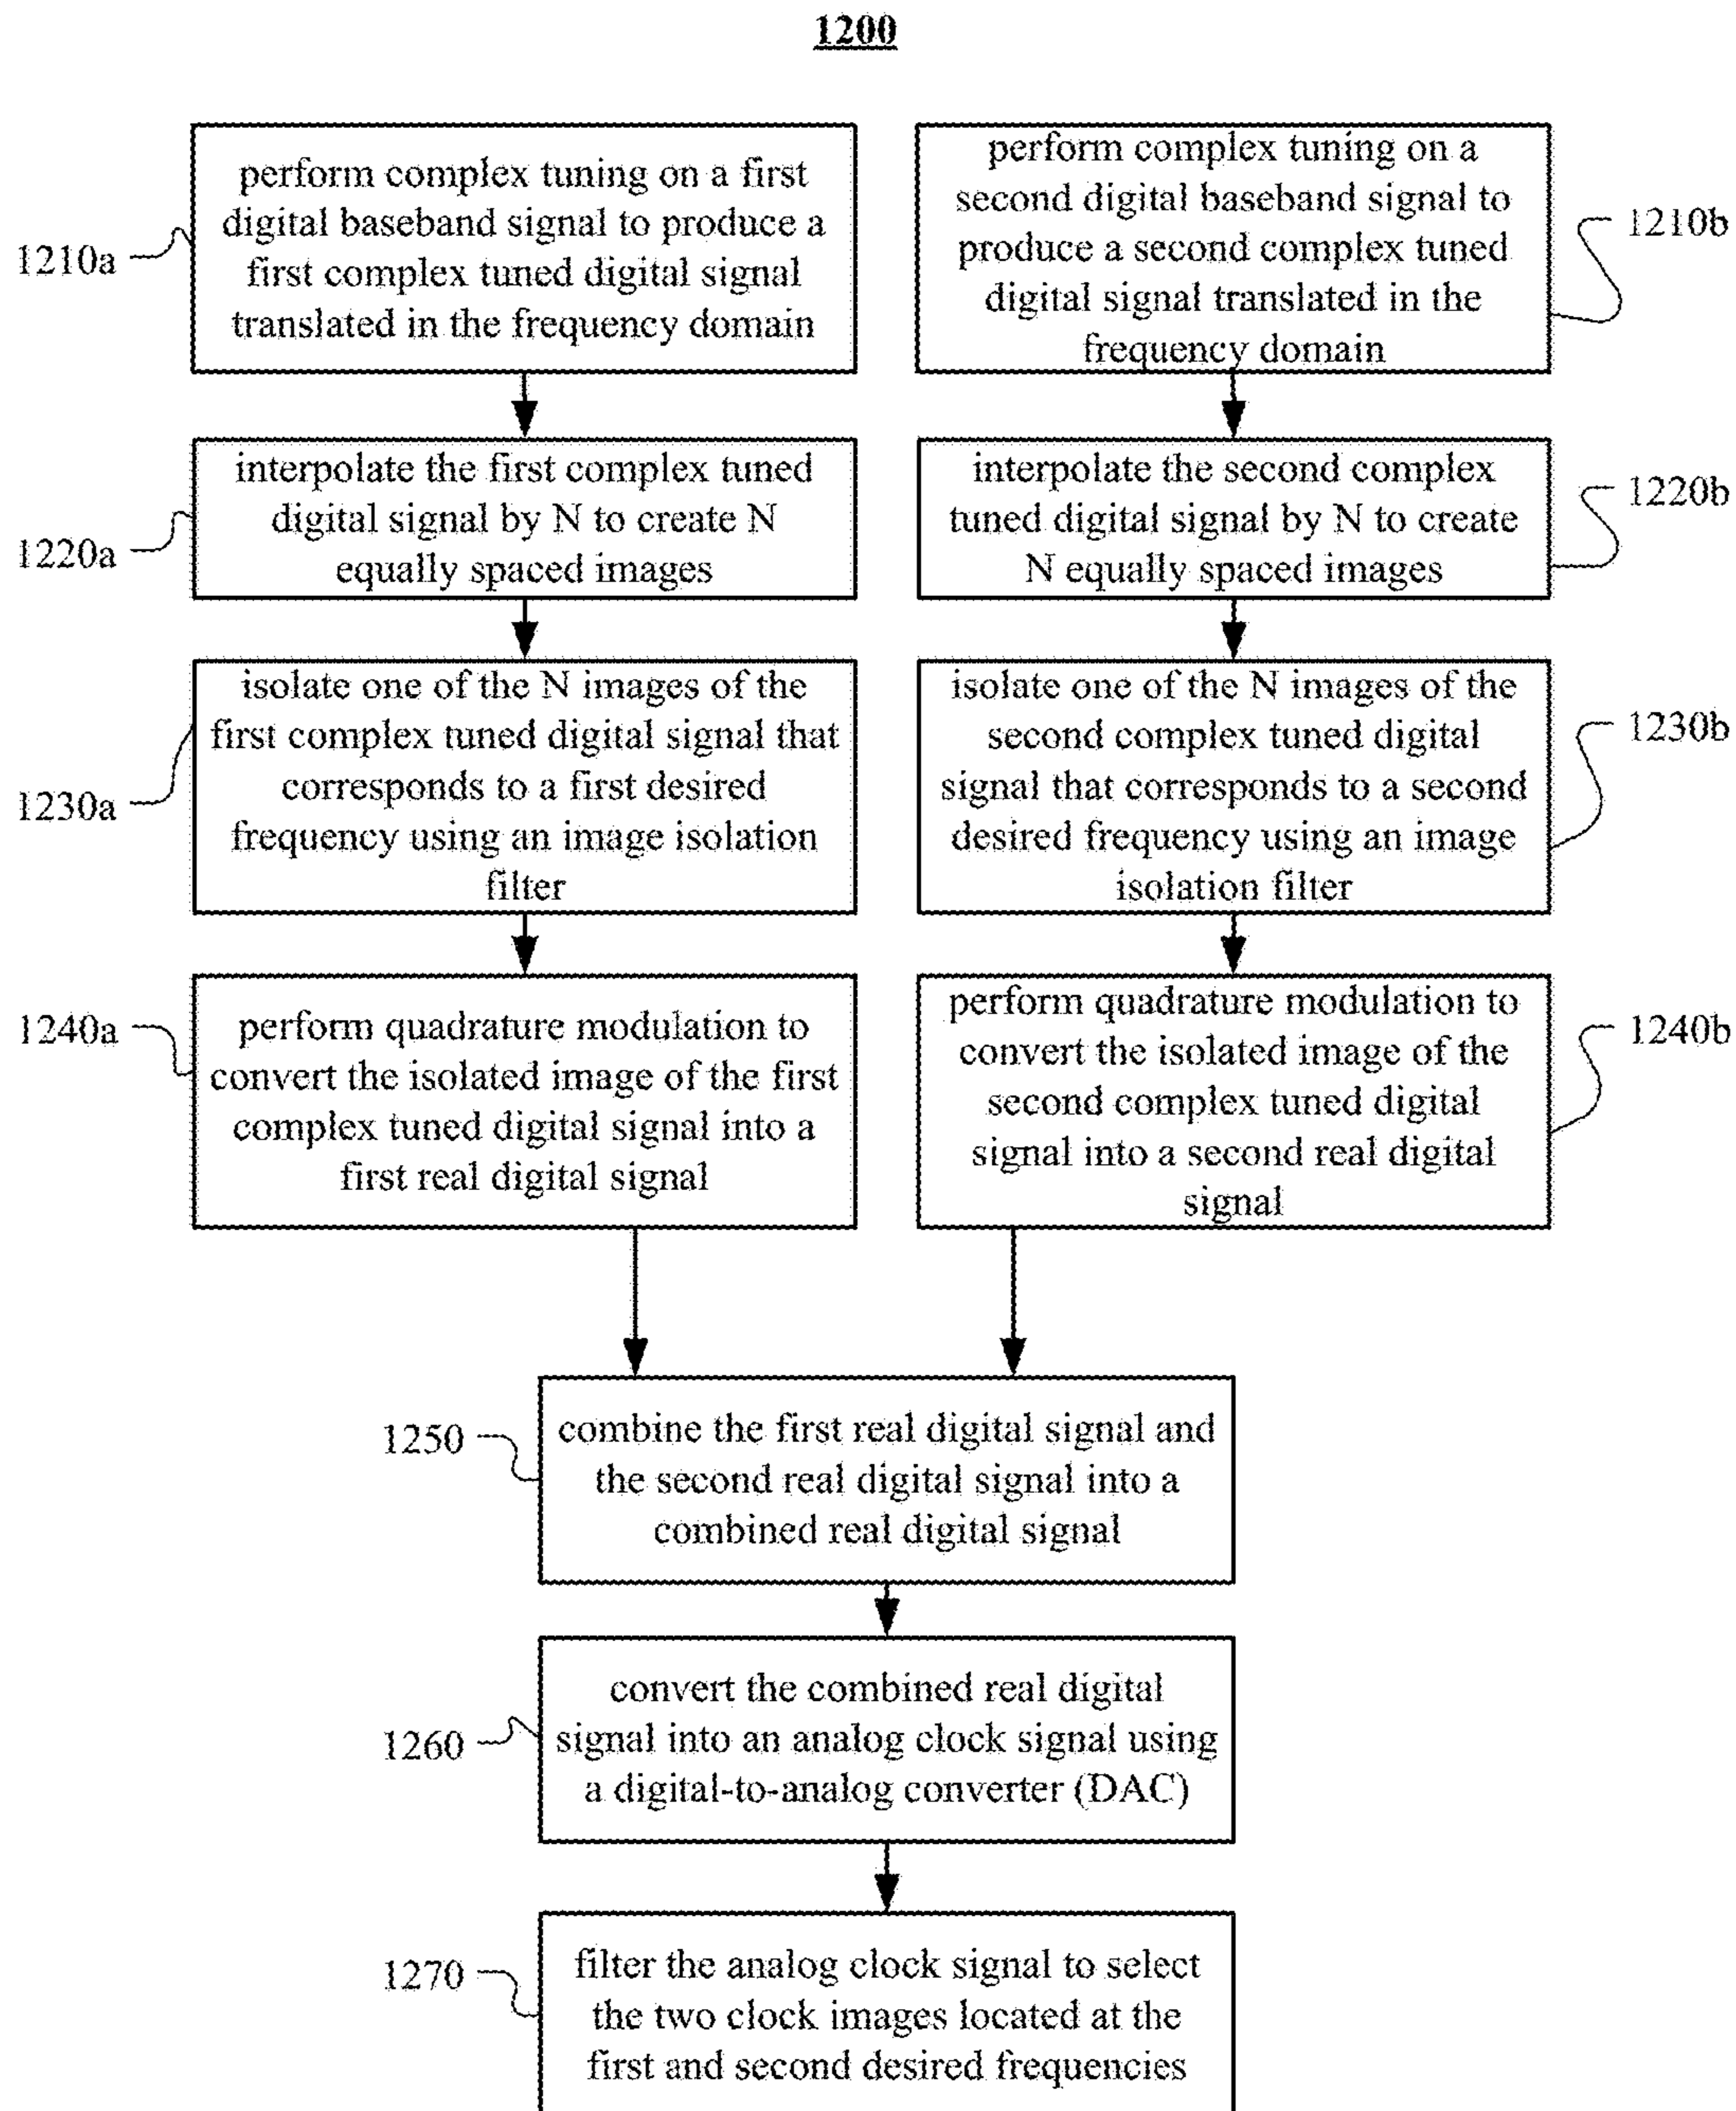 1200
perform complex tuning on a first
digital baseband signal to produce a
first complex tuned digital signal
translated in the frequency domain
1210a
perform complex tuning on a
second digital baseband signal to
produce a second complex tuned
digital signal translated in the
frequency domain
1210b
interpolate the first complex tuned
digital signal by N to create N
equally spaced images
1220a
interpolate the second complex
tuned digital signal by N to create
N equally spaced images
1220b
isolate one of the N images of the
first complex tuned digital signal that
corresponds to a first desired
frequency using an image isolation
filter
1230a
isolate one of the N images of the
second complex tuned digital
signal that corresponds to a second
desired frequency using an image
isolation filter
1230b
perform quadrature modulation to
convert the isolated image of the first
complex tuned digital signal into a
first real digital signal
1240a
perform quadrature modulation to
convert the isolated image of the
second complex tuned digital
signal into a second real digital
signal
1240b
combine the first real digital signal and
the second real digital signal into a
combined real digital signal
1250
convert the combined real digital
signal into an analog clock signal using
a digital-to-analog converter (DAC)
1260
filter the analog clock signal to select
the two clock images located at the
first and second desired frequencies
1270